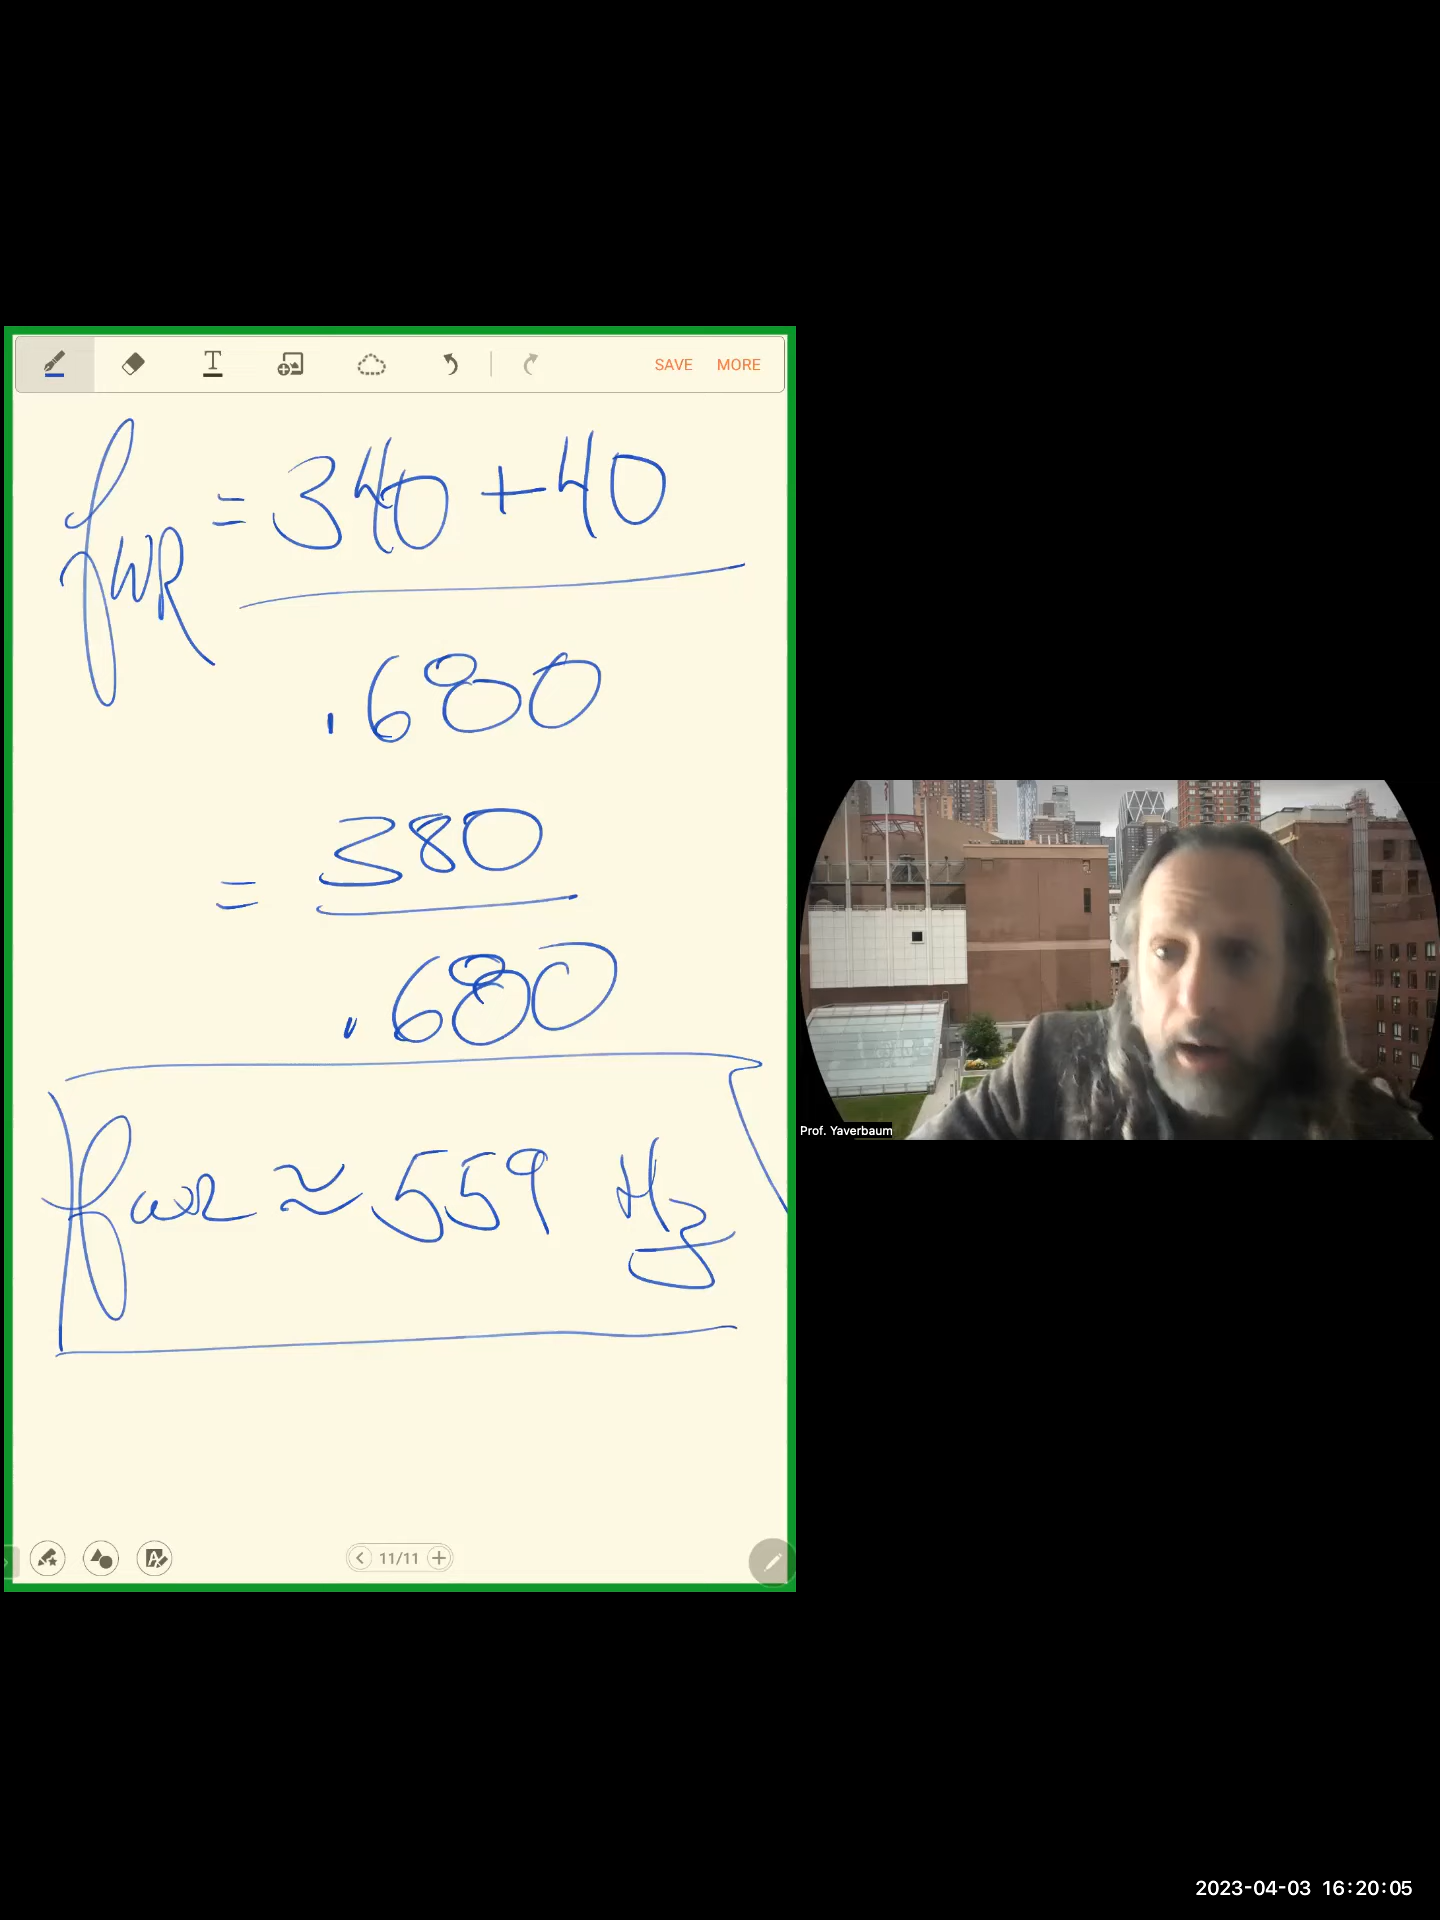 T
SAVE
MORE
fWR = 340 + 40
.680
= 380
.680
fWR ≈ 559 Hz
A
11/11
Prof. Yaverbaum
2023-04-03 16:20:05